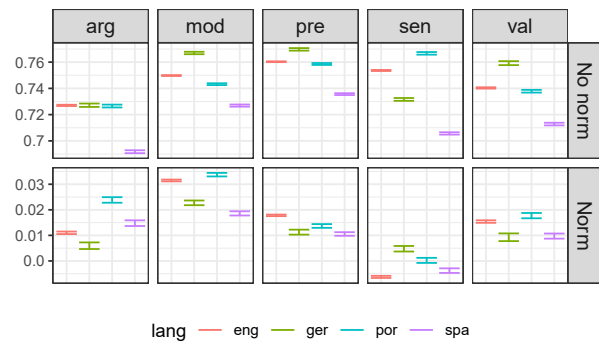 arg mod pre sen val
0.76
0.74
0.72
0.7
No norm
0.03
0.02
0.01
0.0
Norm
lang eng ger por spa